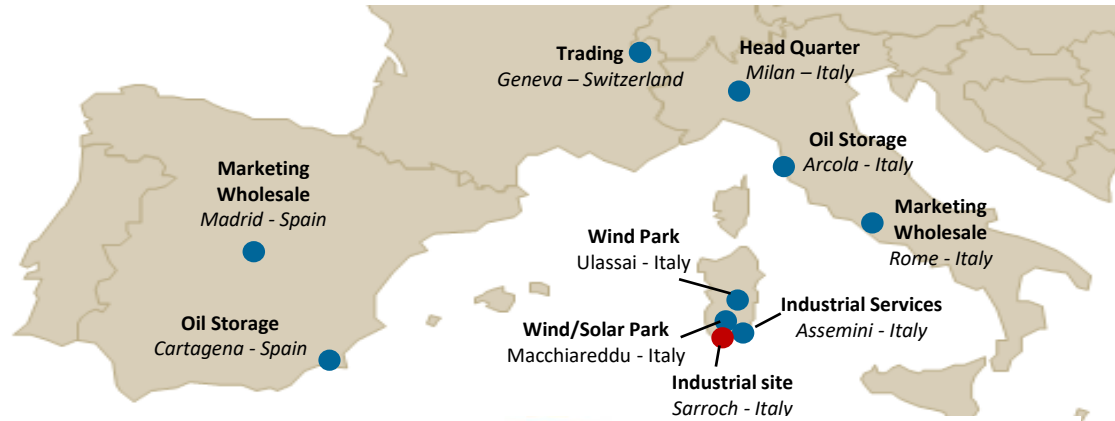 Trading
Geneva – Switzerland
Head Quarter
Milan – Italy
Oil Storage
Arcola - Italy
Marketing
Wholesale
Madrid - Spain
Marketing
Wholesale
Rome - Italy
Wind Park
Ulassai - Italy
Industrial Services
Assemini - Italy
Oil Storage
Cartagena - Spain
Wind/Solar Park
Macchiareddu - Italy
Industrial site
Sarroch - Italy